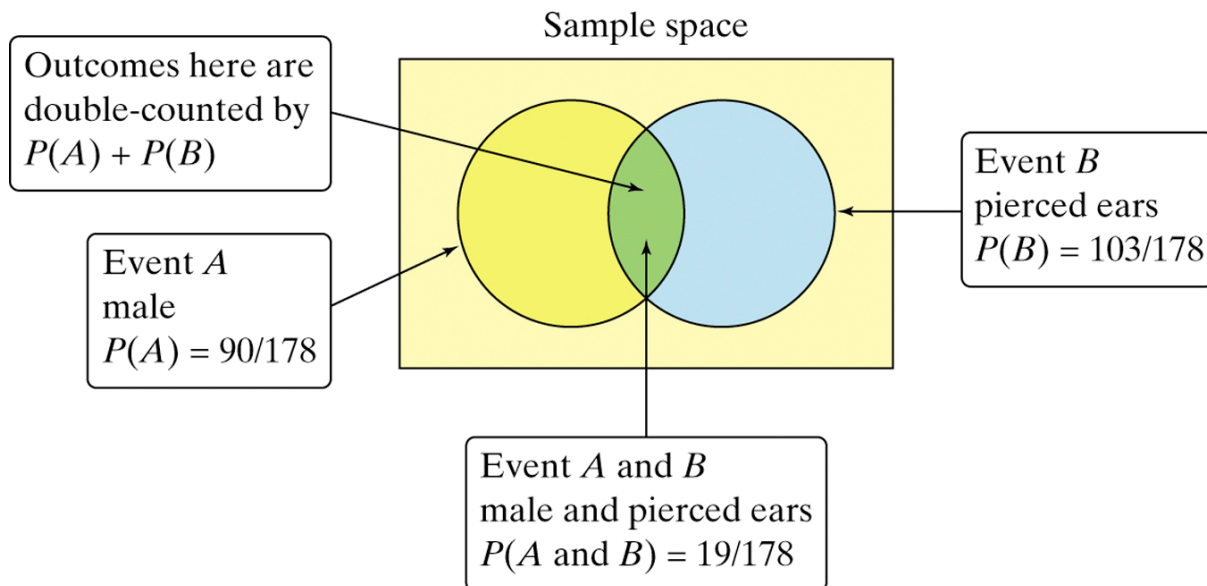 Sample space
Outcomes here are
double-counted by
P(A) + P(B)
Event A
male
P(A) = 90/178
Event B
pierced ears
P(B) = 103/178
Event A and B
male and pierced ears
P(A and B) = 19/178